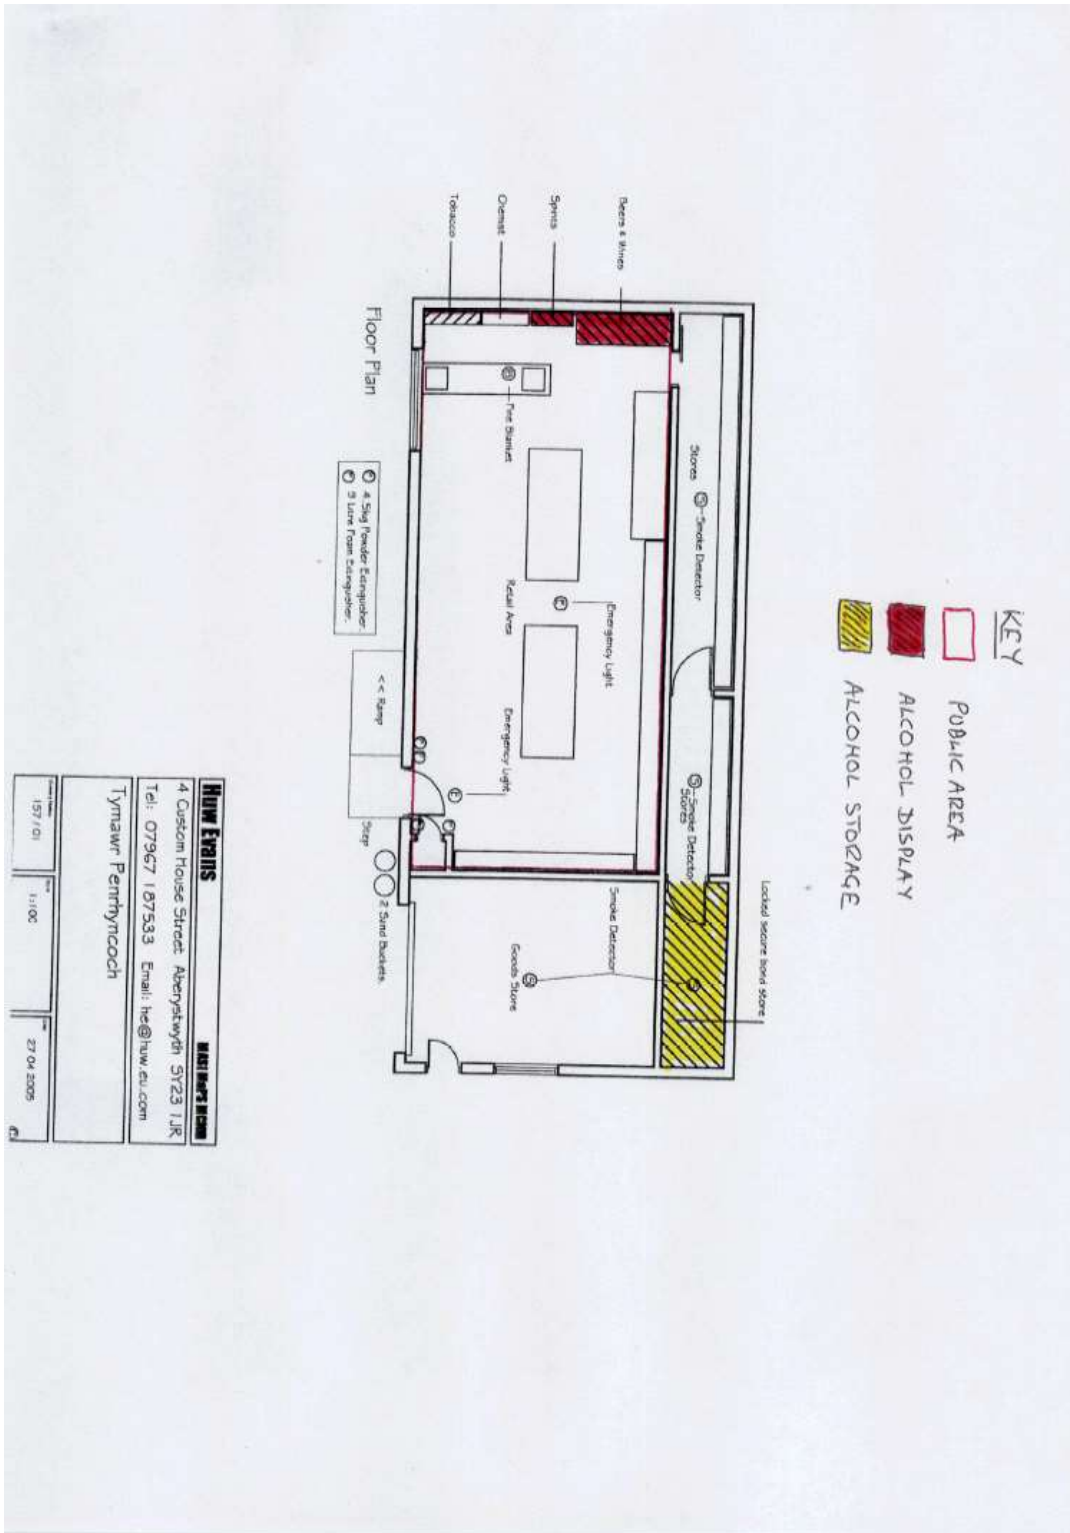 KEY
PUBLIC AREA
ALCOHOL DISPLAY
ALCOHOL STORAGE
Locked secure bond store
Beers & Wines
Spirits
Chemist
Tobacco
Stores
Smoke Detector
Smoke Detector
Stores
Smoke Detector
Goods Store
Emergency Light
Retail Area
Emergency Light
Fire Blanket
<< Ramp
Step
2 Sand Buckets.
Floor Plan
4.5kg Powder Extinguisher.
9 Litre Foam Extinguisher.
Huw Evans
4 Custom House Street Aberystwyth SY23 1JR
Tel: 07967 187533 Email: he@huw.eu.com
Tymawr Penrhyncoch
157 / 01
1:100
27 04 2005